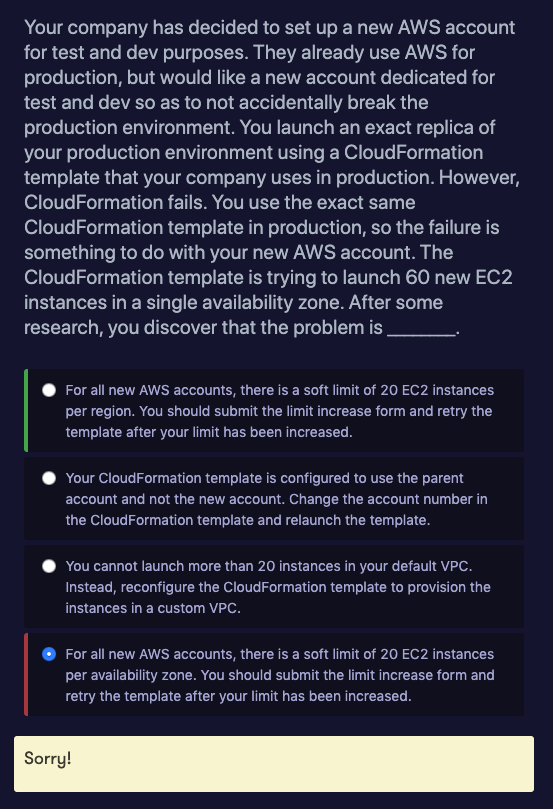 Your company has decided to set up a new AWS account
for test and dev purposes. They already use AWS for
production, but would like a new account dedicated for
test and dev so as to not accidentally break the
production environment. You launch an exact replica of
your production environment using a CloudFormation
template that your company uses in production. However,
CloudFormation fails. You use the exact same
CloudFormation template in production, so the failure is
something to do with your new AWS account. The
CloudFormation template is trying to launch 60 new EC2
instances in a single availability zone. After some
research, you discover that the problem is ________.
For all new AWS accounts, there is a soft limit of 20 EC2 instances
per region. You should submit the limit increase form and retry the
template after your limit has been increased.
Your CloudFormation template is configured to use the parent
account and not the new account. Change the account number in
the CloudFormation template and relaunch the template.
You cannot launch more than 20 instances in your default VPC.
Instead, reconfigure the CloudFormation template to provision the
instances in a custom VPC.
For all new AWS accounts, there is a soft limit of 20 EC2 instances
per availability zone. You should submit the limit increase form and
retry the template after your limit has been increased.
Sorry!